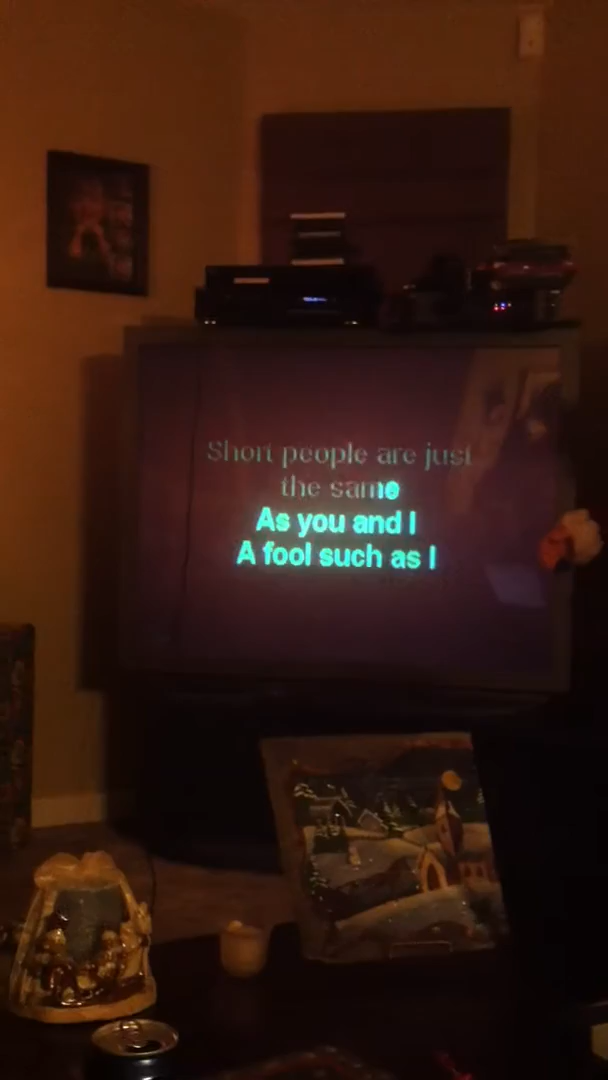 Short people are just
the same
As you and I
A fool such as I